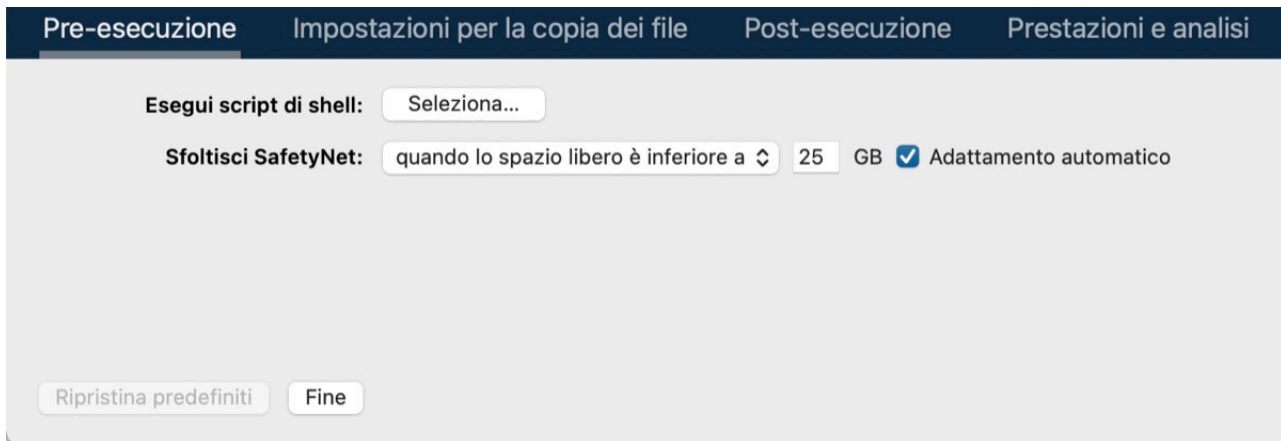 Pre-esecuzione Impostazioni per la copia dei file Post-esecuzione Prestazioni e analisi
Esegui script di shell: Seleziona...
Sfoltisci SafetyNet: quando lo spazio libero è inferiore a 25 GB Adattamento automatico
Ripristina predefiniti Fine